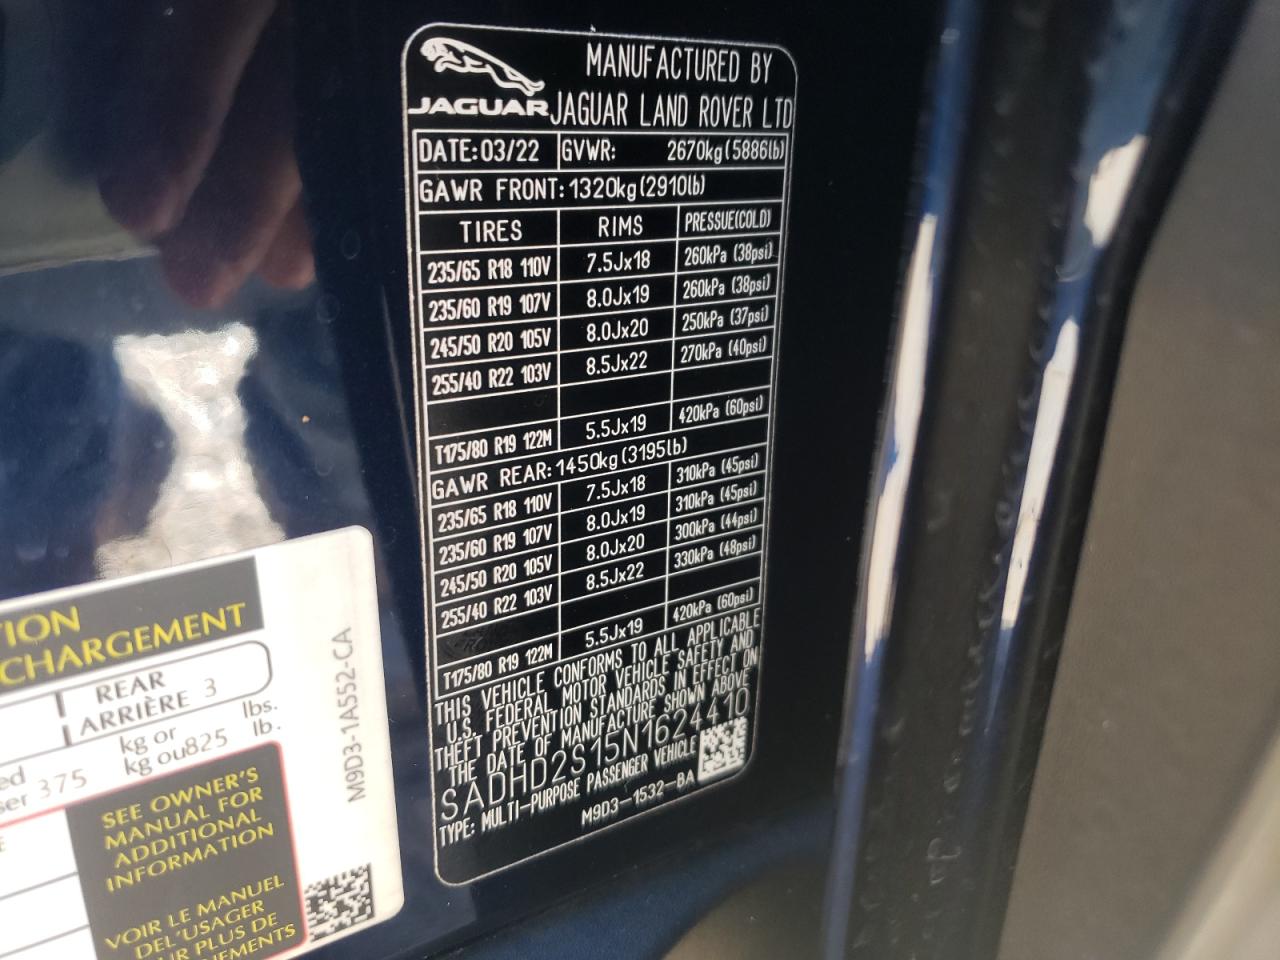 JAGUAR
MANUFACTURED BY
JAGUAR LAND ROVER LTD
DATE:03/22 GVWR: 2670kg(5886lb)
GAWR FRONT:1320kg(2910lb)
TIRES RIMS PRESSUE(COLD)
235/65 R18 110V 7.5Jx18 260kPa (38psi)
235/60 R19 107V 8.0Jx19 260kPa (38psi)
245/50 R20 105V 8.0Jx20 250kPa (37psi)
255/40 R22 103V 8.5Jx22 270kPa (40psi)
T175/80 R19 122M 5.5Jx19 420kPa (60psi)
GAWR REAR:1450kg(3195lb)
235/65 R18 110V 7.5Jx18 310kPa (45psi)
235/60 R19 107V 8.0Jx19 310kPa (45psi)
245/50 R20 105V 8.0Jx20 300kPa (44psi)
255/40 R22 103V 8.5Jx22 330kPa (48psi)
T175/80 R19 122M 5.5Jx19 420kPa (60psi)
THIS VEHICLE CONFORMS TO ALL APPLICABLE
U.S. FEDERAL MOTOR VEHICLE SAFETY AND
THEFT PREVENTION STANDARDS IN EFFECT ON
THE DATE OF MANUFACTURE SHOWN ABOVE
SADHD2S15N1624410
TYPE: MULTI-PURPOSE PASSENGER VEHICLE
M9D3-1532-BA
TION
CHARGEMENT
REAR
ARRIÈRE 3
kg or lbs.
ed 375 kg ou 825 lb.
ser
SEE OWNER'S
MANUAL FOR
ADDITIONAL
INFORMATION
VOIR LE MANUEL
DEL'USAGER
UR PLUS DE
NEMENTS
M9D3-1A552-CA